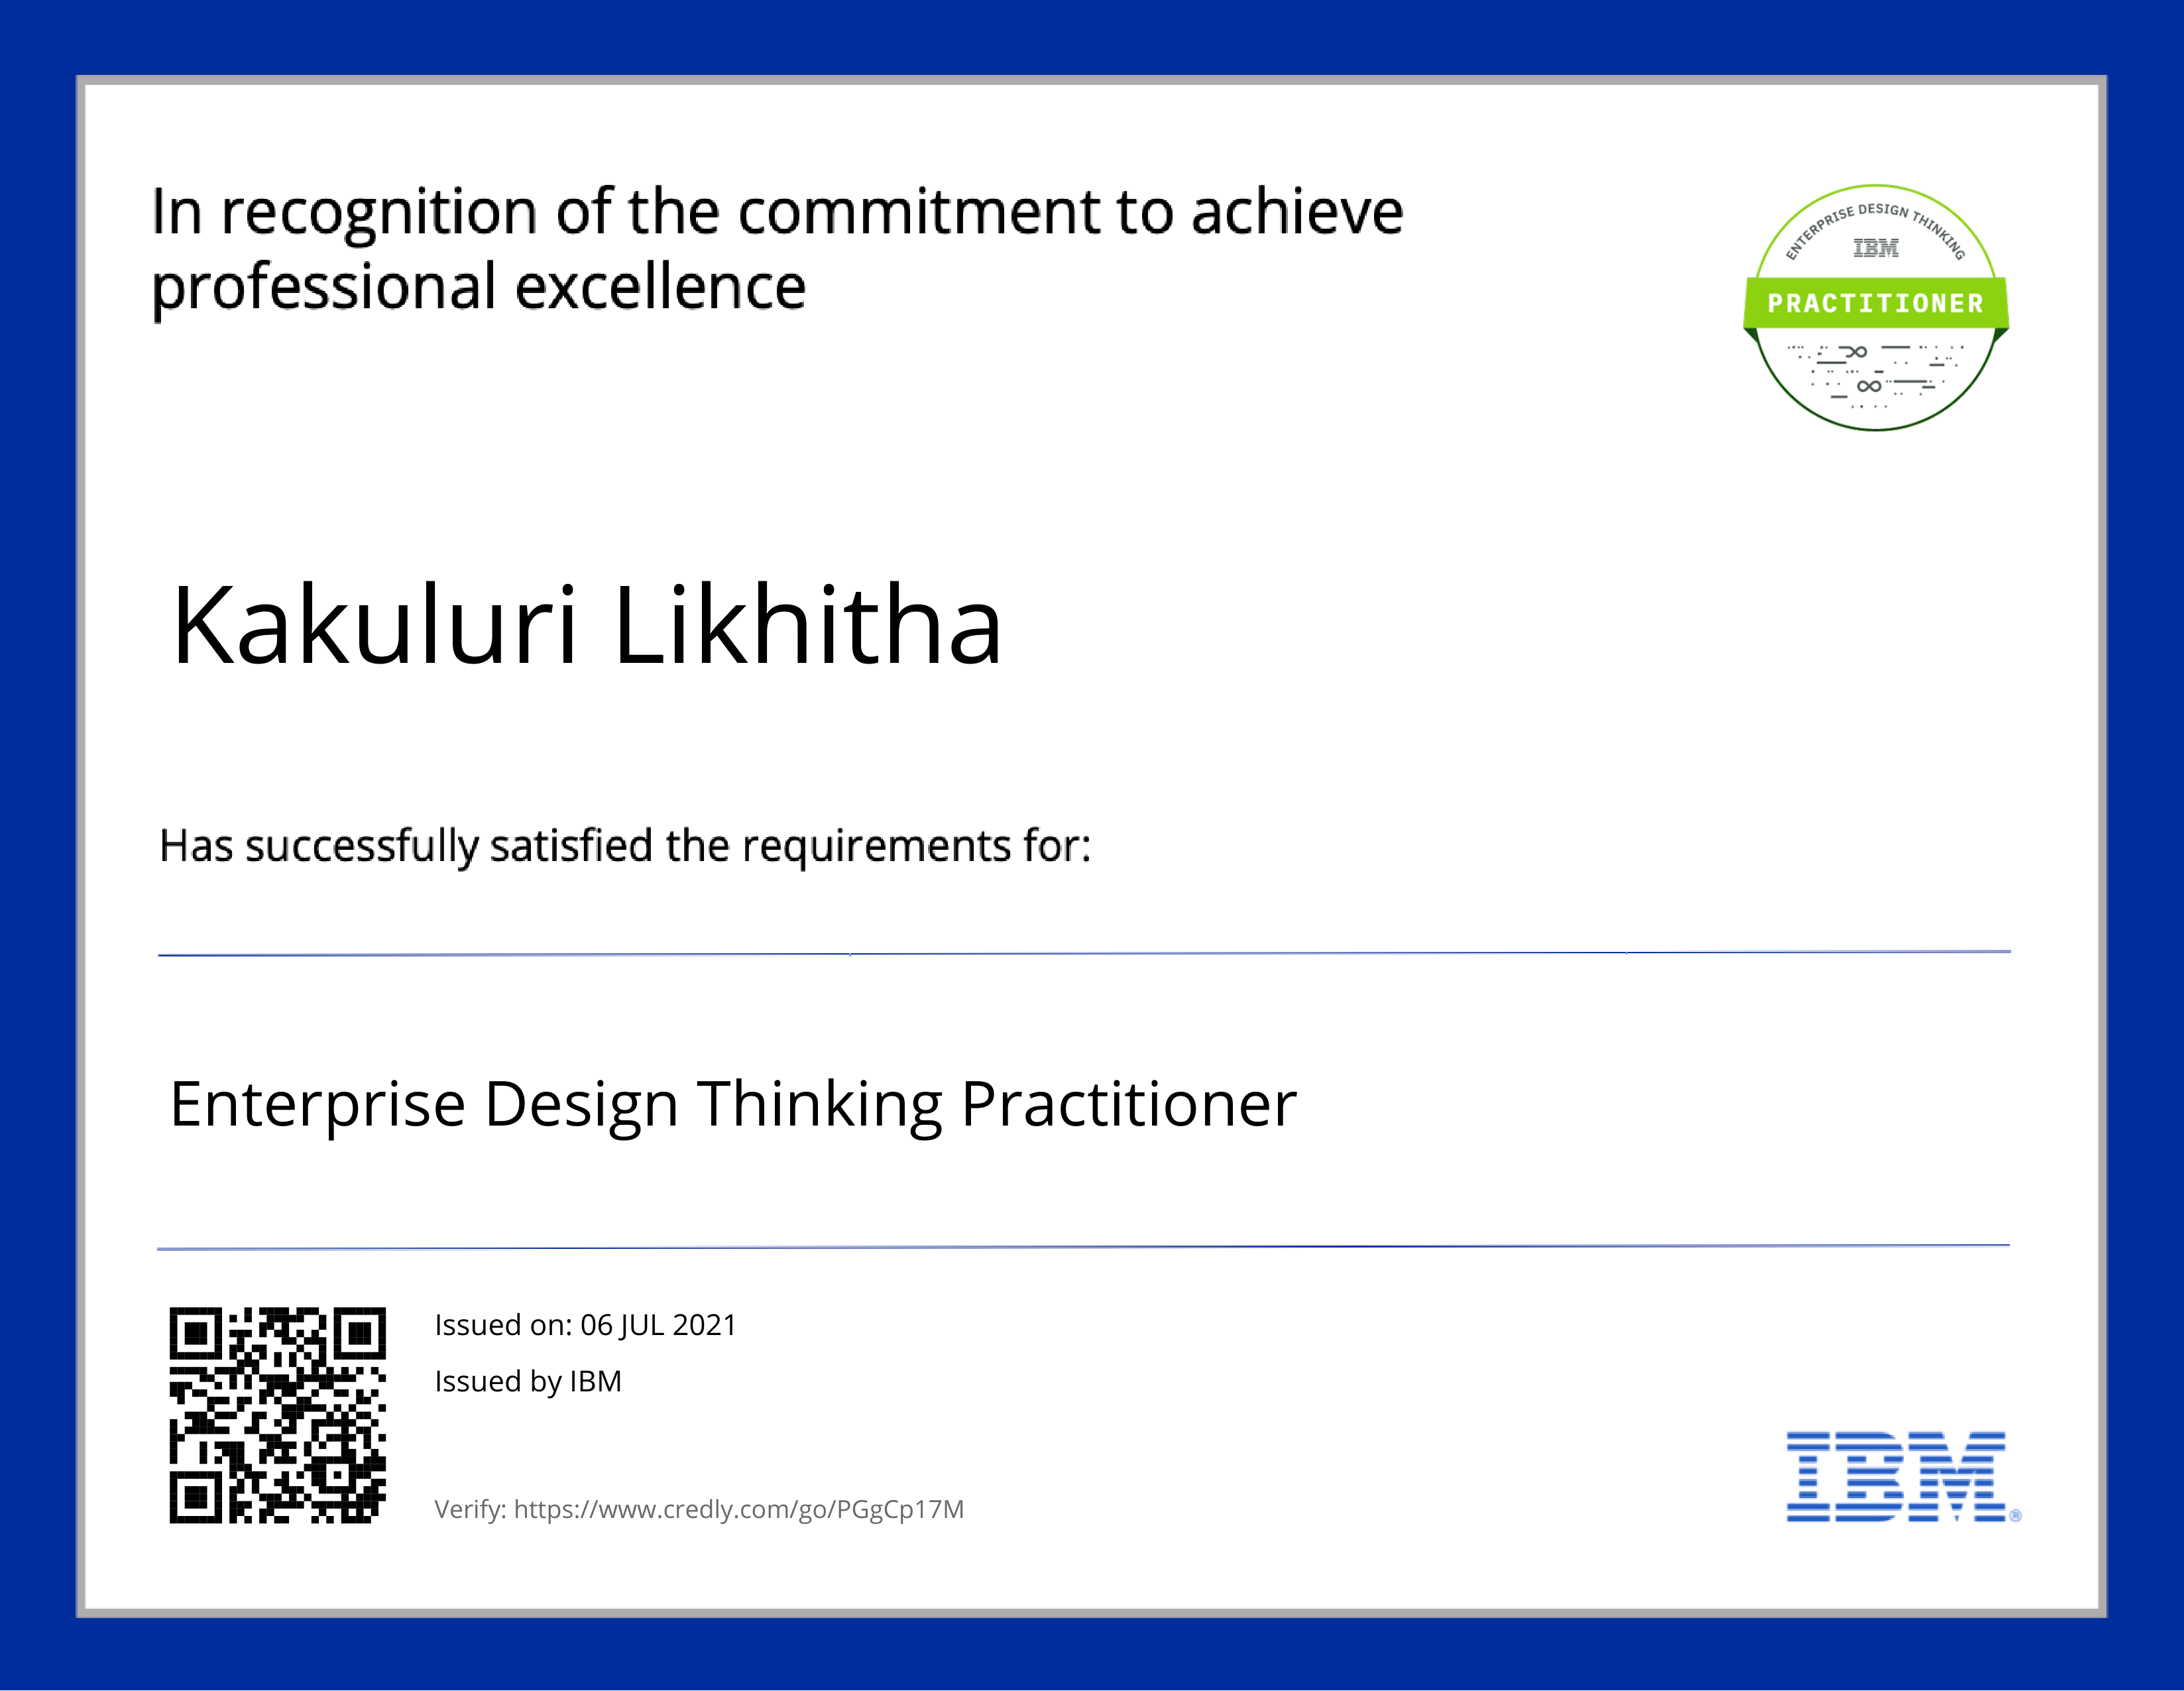 In recognition of the commitment to achieve
professional excellence
ENTERPRISE DESIGN THINKING
IBM
PRACTITIONER
Kakuluri Likhitha
Has successfully satisfied the requirements for:
Enterprise Design Thinking Practitioner
Issued on: 06 JUL 2021
Issued by IBM
Verify: https://www.credly.com/go/PGgCp17M
IBM®